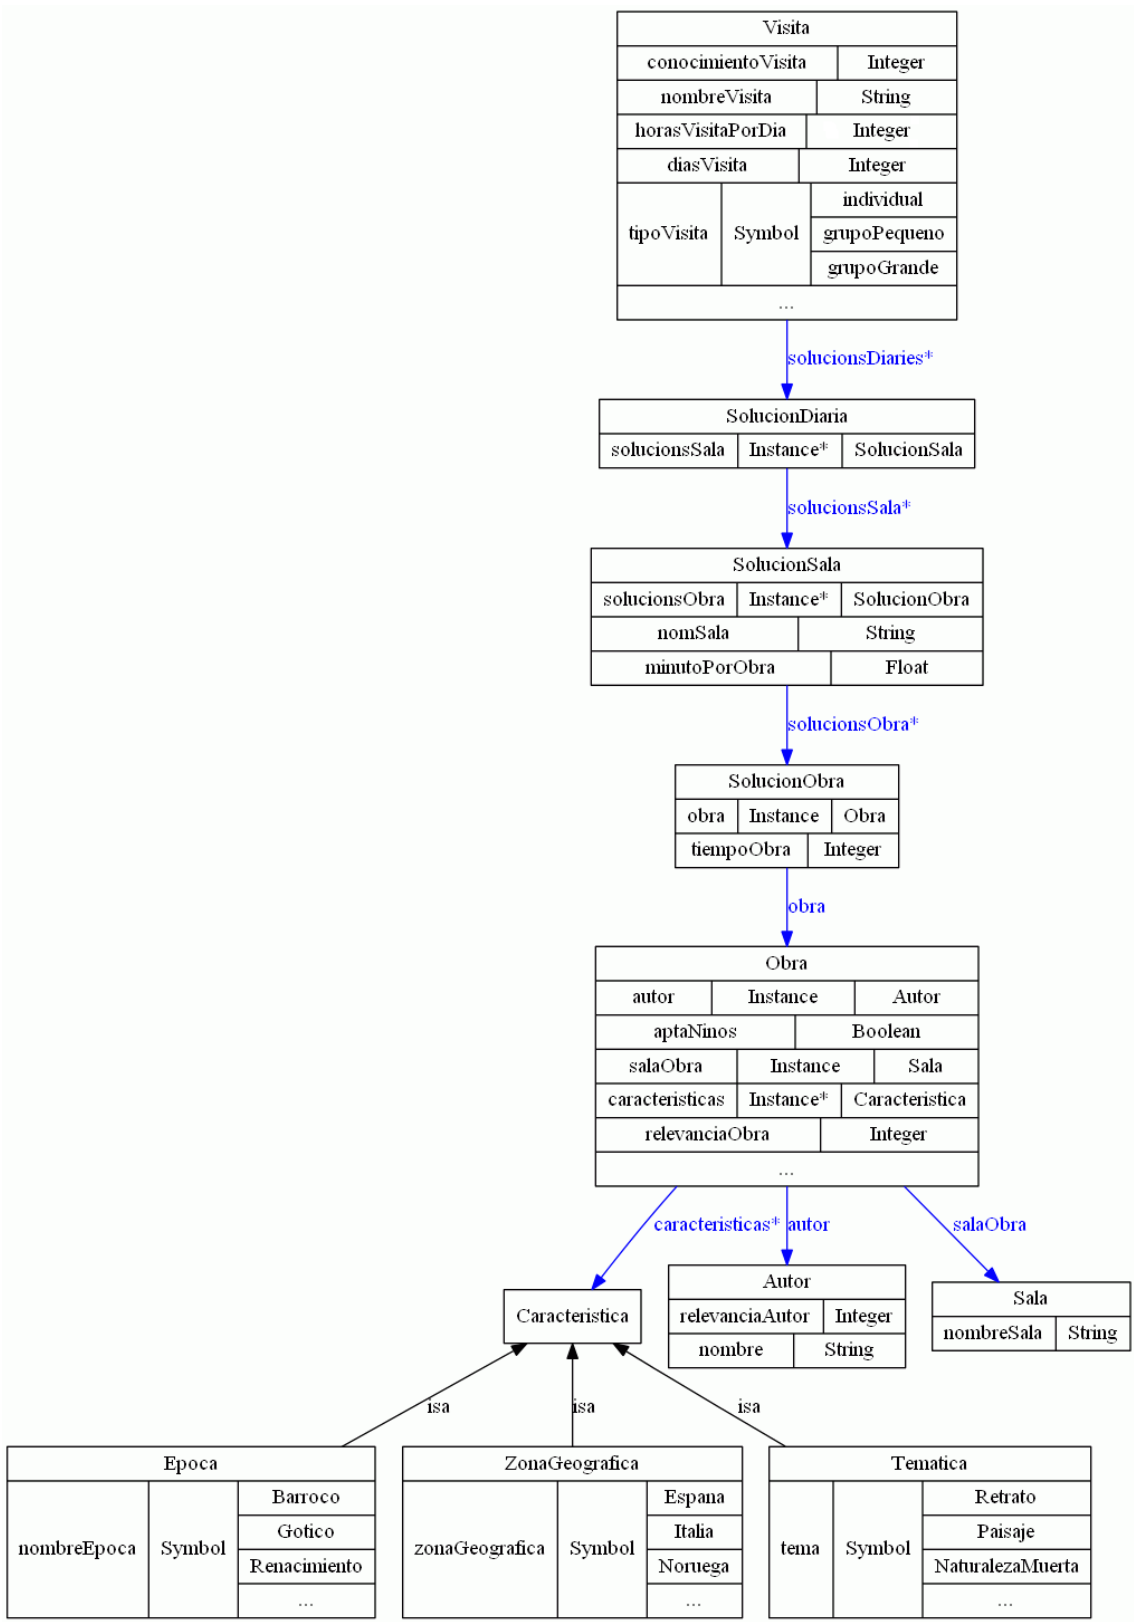 Visita
conocimientoVisita Integer
nombreVisita String
horasVisitaPorDia Integer
diasVisita Integer
tipoVisita Symbol individual
grupoPequeno
grupoGrande
...
solucionsDiaries*
SolucionDiaria
solucionsSala Instance* SolucionSala
solucionsSala*
SolucionSala
solucionsObra Instance* SolucionObra
nomSala String
minutoPorObra Float
solucionsObra*
SolucionObra
obra Instance Obra
tiempoObra Integer
obra
Obra
autor Instance Autor
aptaNinos Boolean
salaObra Instance Sala
caracteristicas Instance* Caracteristica
relevanciaObra Integer
...
caracteristicas* autor salaObra
Caracteristica
Autor
relevanciaAutor Integer
nombre String
Sala
nombreSala String
isa isa isa
Epoca
nombreEpoca Symbol Barroco
Gotico
Renacimiento
...
ZonaGeografica
zonaGeografica Symbol Espana
Italia
Noruega
...
Tematica
tema Symbol Retrato
Paisaje
NaturalezaMuerta
...